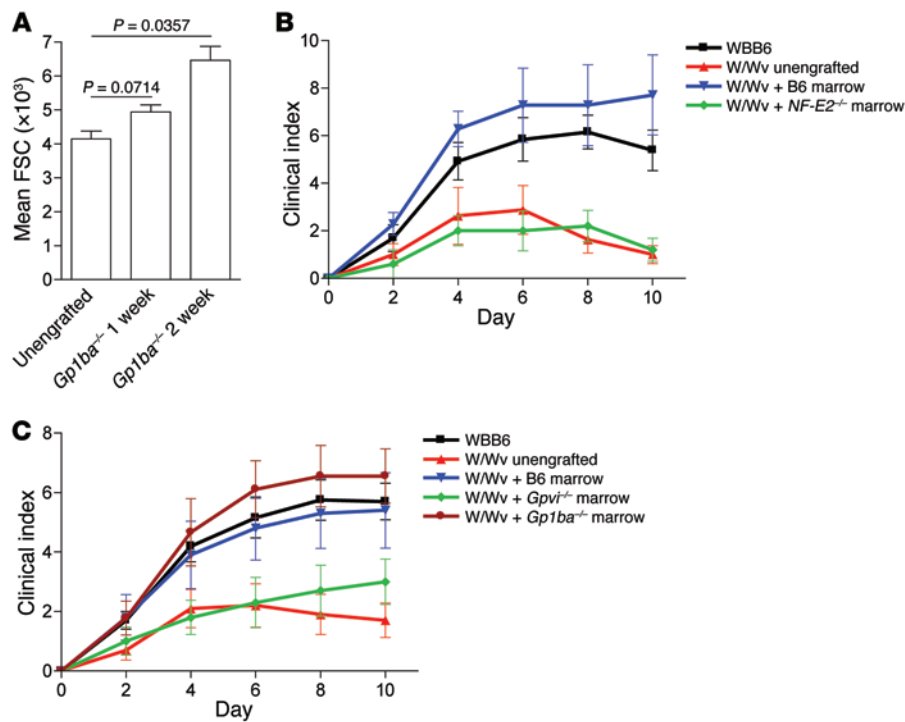 A
P = 0.0357
P = 0.0714
Mean FSC (×10³)
7
6
5
4
3
2
1
0
Unengrafted
Gp1ba⁻/⁻ 1 week
Gp1ba⁻/⁻ 2 week
B
Clinical index
10
8
6
4
2
0
0 2 4 6 8 10
Day
WBB6
W/Wv unengrafted
W/Wv + B6 marrow
W/Wv + NF-E2⁻/⁻ marrow
C
Clinical index
8
6
4
2
0
0 2 4 6 8 10
Day
WBB6
W/Wv unengrafted
W/Wv + B6 marrow
W/Wv + Gpvi⁻/⁻ marrow
W/Wv + Gp1ba⁻/⁻ marrow